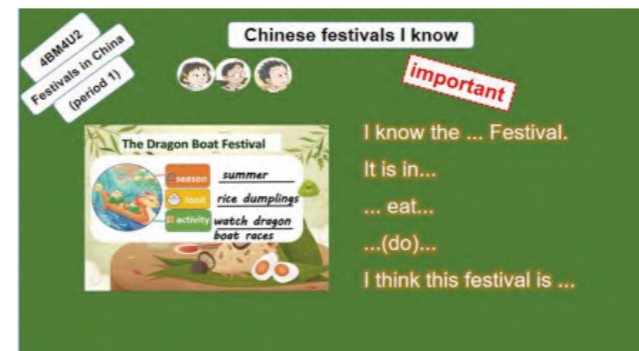 4BM4U2
Festivals in China
(period 1)
Chinese festivals I know
important
The Dragon Boat Festival
season summer
food rice dumplings
activity watch dragon
boat races
I know the ... Festival.
It is in...
... eat...
...(do)...
I think this festival is ...